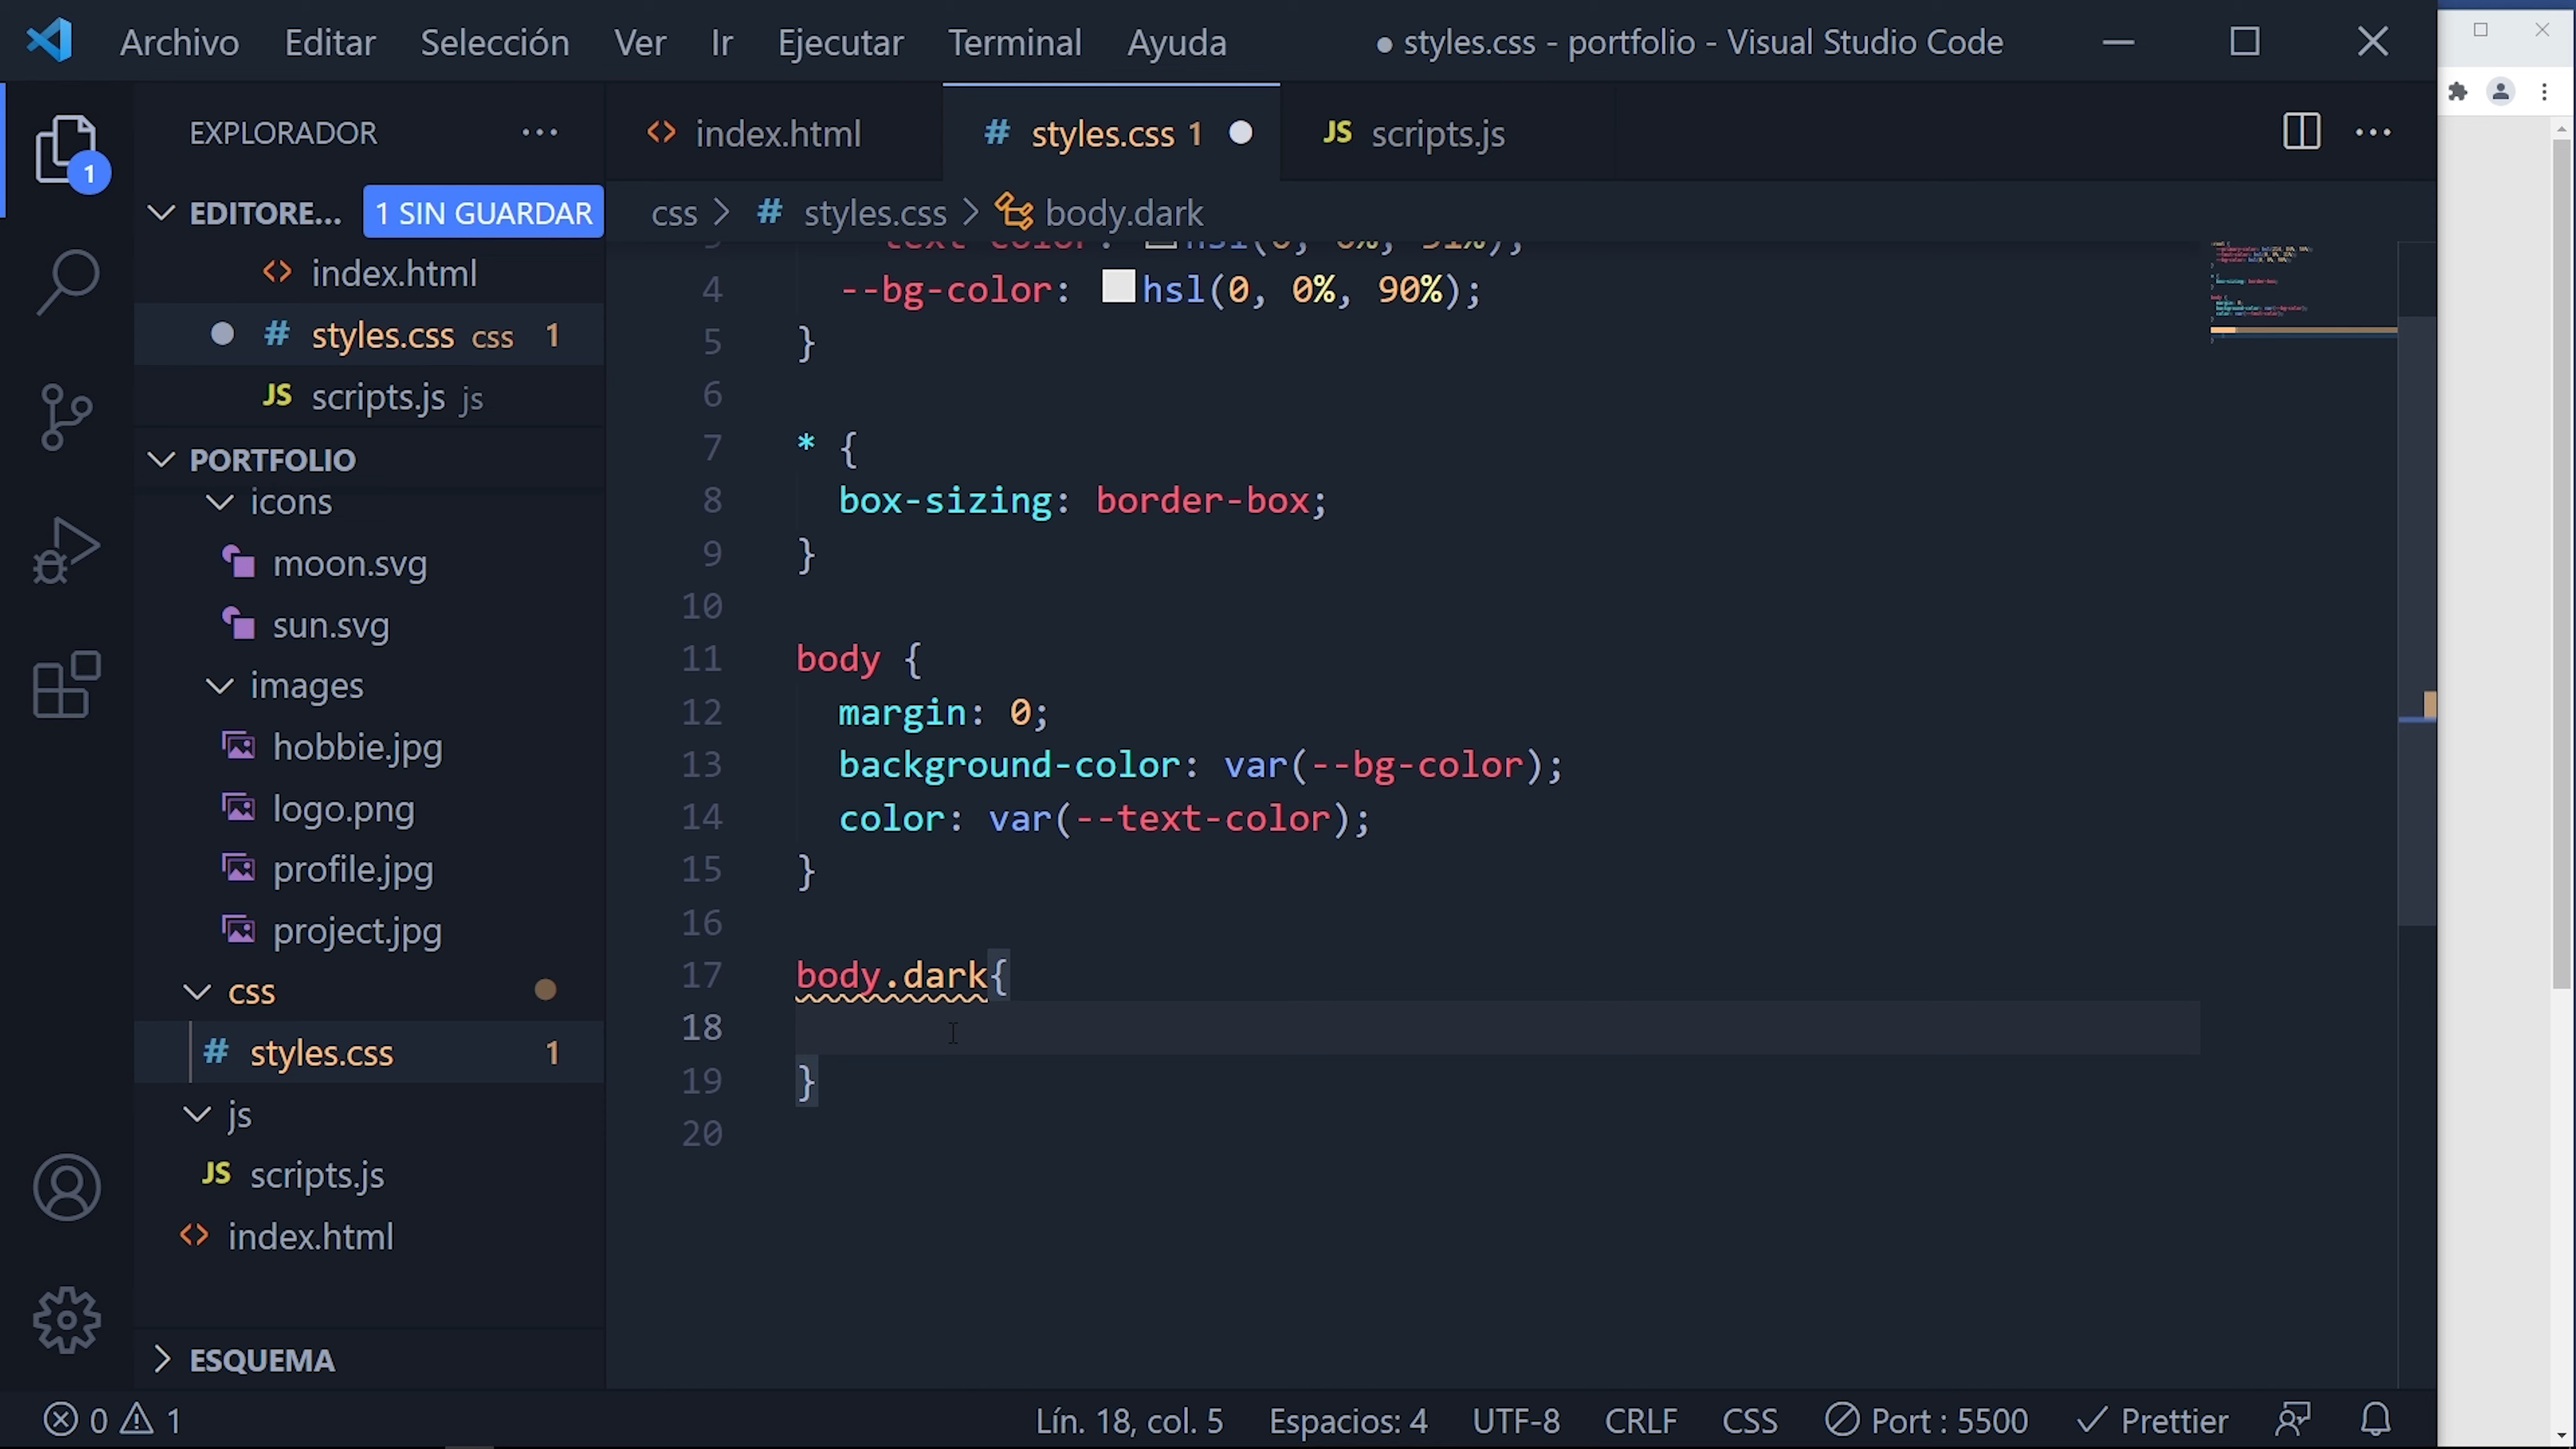 Archivo Editar Selección Ver Ir Ejecutar Terminal Ayuda ● styles.css - portfolio - Visual Studio Code
EXPLORADOR
EDITORE... 1 SIN GUARDAR
index.html
styles.css css 1
scripts.js js
PORTFOLIO
icons
moon.svg
sun.svg
images
hobbie.jpg
logo.png
profile.jpg
project.jpg
css
styles.css 1
js
scripts.js
index.html
ESQUEMA
1
index.html styles.css 1 JS scripts.js
css > # styles.css > body.dark
4 --bg-color: hsl(0, 0%, 90%);
5 }
6
7 * {
8 box-sizing: border-box;
9 }
10
11 body {
12 margin: 0;
13 background-color: var(--bg-color);
14 color: var(--text-color);
15 }
16
17 body.dark{
18
19 }
20
0 1 Lín. 18, col. 5 Espacios: 4 UTF-8 CRLF CSS Port : 5500 Prettier